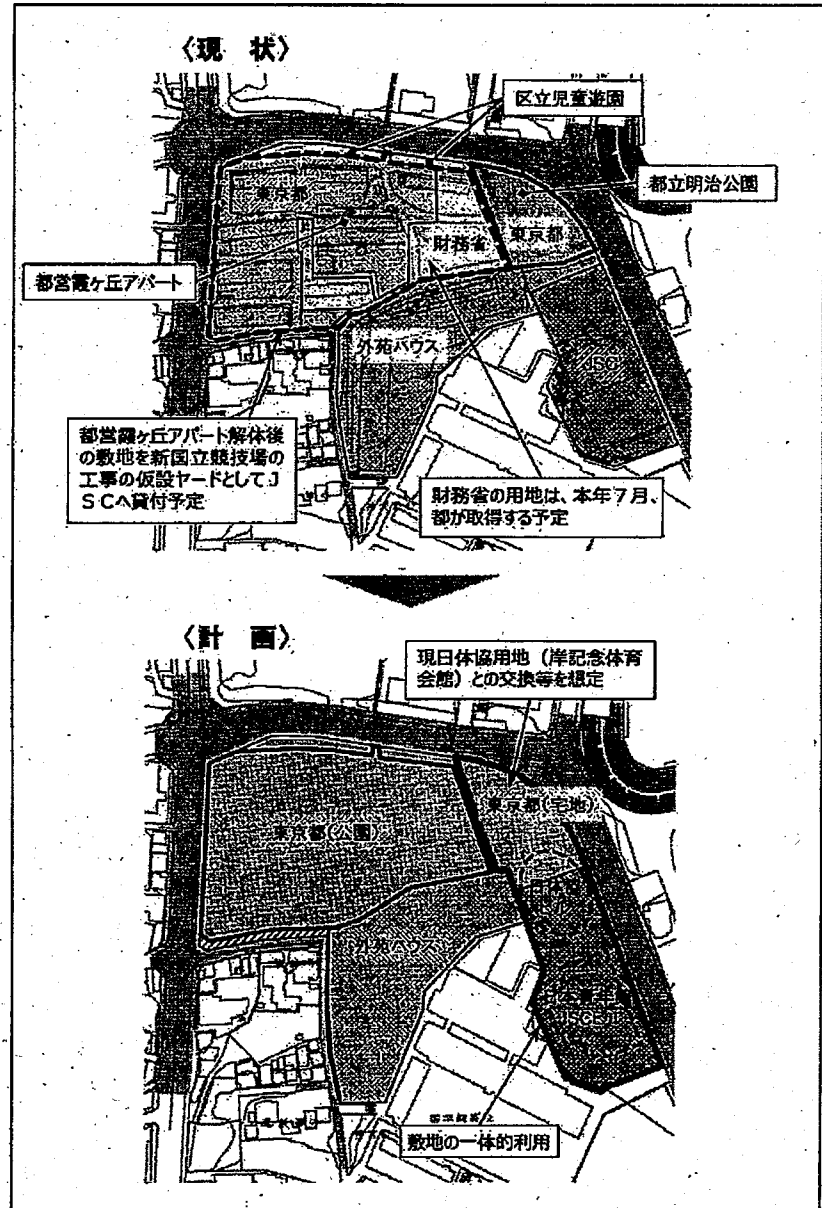 〈現 状〉
区立児童遊園
都立明治公園
東京都
財務省
東京都
都営霞ヶ丘アパート
外苑ハウス
JSC
都営霞ヶ丘アパート解体後
の敷地を新国立競技場の
工事の仮設ヤードとしてJ
SCへ貸付予定
財務省の用地は、本年7月、
都が取得する予定
〈計 画〉
現日体協用地（岸記念体育
会館）との交換等を想定
東京都(宅地)
東京都(公園)
外苑ハウス
敷地の一体的利用